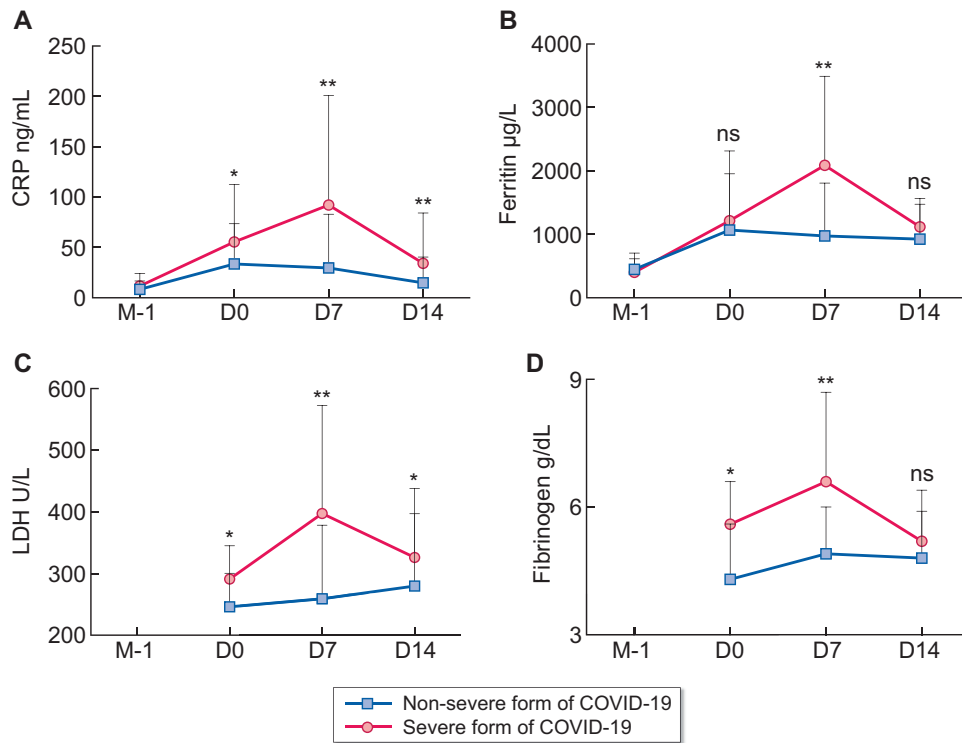 A
CRP ng/mL
250
200
150
100
50
0
*
**
**
M-1 D0 D7 D14
B
Ferritin µg/L
4000
3000
2000
1000
0
ns
**
ns
M-1 D0 D7 D14
C
LDH U/L
600
500
400
300
200
*
**
*
M-1 D0 D7 D14
D
Fibrinogen g/dL
9
6
3
*
**
ns
M-1 D0 D7 D14
Non-severe form of COVID-19
Severe form of COVID-19